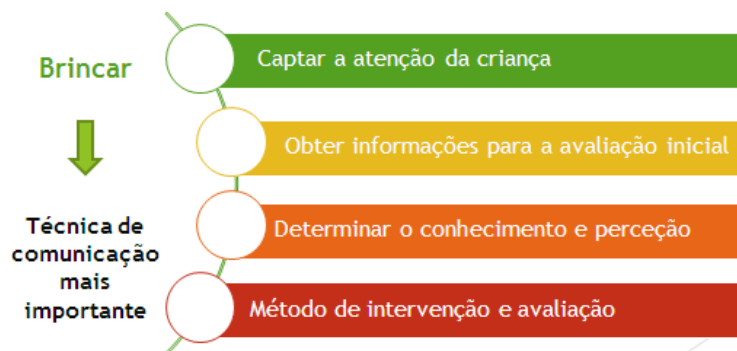 Brincar
Técnica de
comunicação
mais
importante
Captar a atenção da criança
Obter informações para a avaliação inicial
Determinar o conhecimento e perceção
Método de intervenção e avaliação